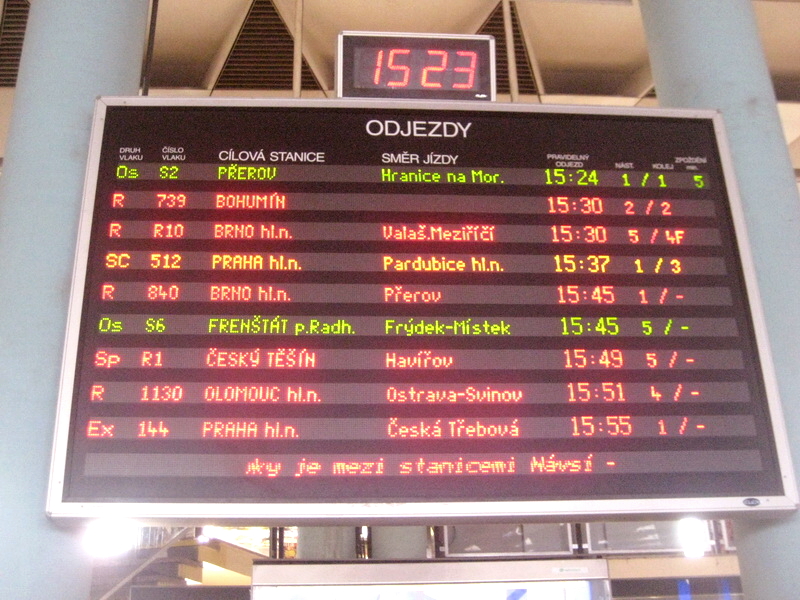 15 23
ODJEZDY
DRUH VLAKU ČÍSLO VLAKU CÍLOVÁ STANICE SMĚR JÍZDY PRAVIDELNÝ ODJEZD NÁST. KOLEJ ZPOŽDĚNÍ min.
Os S2 PŘEROV Hranice na Mor. 15:24 1 / 1 5
R 739 BOHUMÍN 15:30 2 / 2
R R10 BRNO hl.n. Valaš.Meziříčí 15:30 5 / 4F
SC 512 PRAHA hl.n. Pardubice hl.n. 15:37 1 / 3
R 840 BRNO hl.n. Přerov 15:45 1 / -
Os S6 FRENŠTÁT p.Radh. Frýdek-Místek 15:45 5 / -
Sp R1 ČESKÝ TĚŠÍN Havířov 15:49 5 / -
R 1130 OLOMOUC hl.n. Ostrava-Svinov 15:51 4 / -
Ex 144 PRAHA hl.n. Česká Třebová 15:55 1 / -
je mezi stanicemi Návsí -